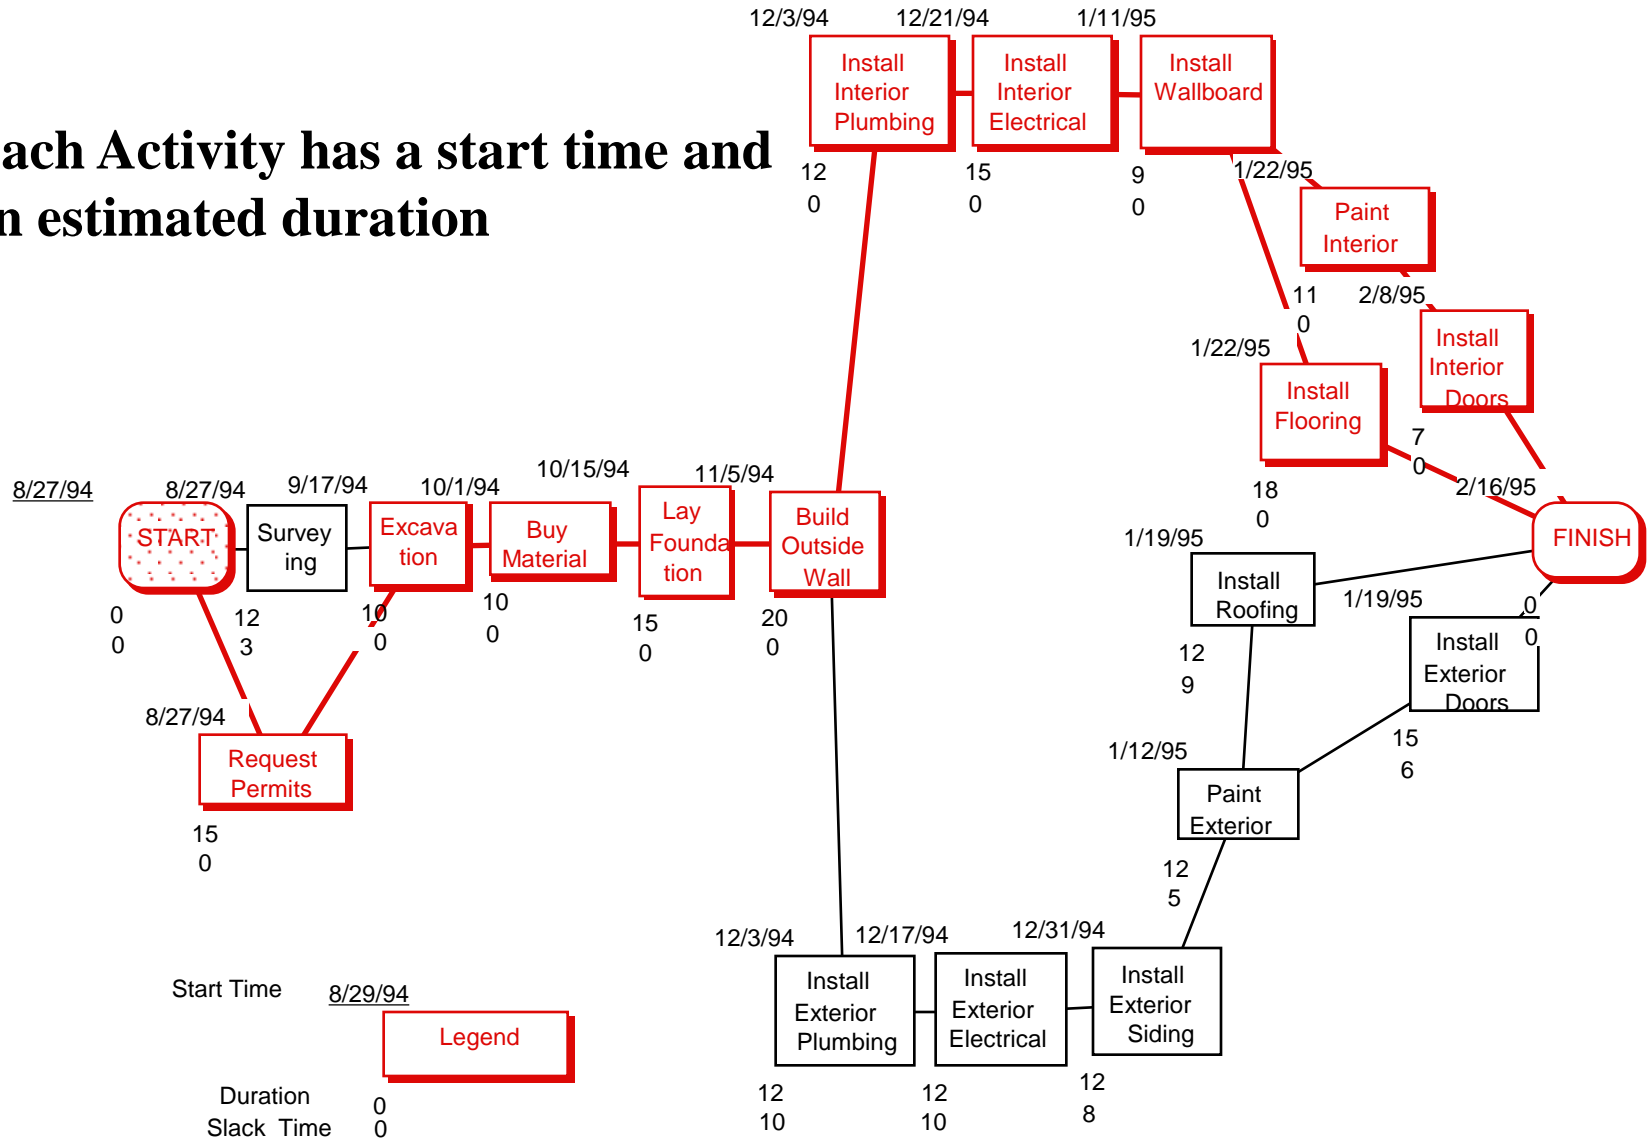 12/3/94 12/21/94 1/11/95
Install
Interior
Plumbing
12
0
Install
Interior
Electrical
15
0
Install
Wallboard
9
0
ach Activity has a start time and
n estimated duration
1/22/95
Paint
Interior
11
0
2/8/95
Install
Interior
Doors
7
0
1/22/95
Install
Flooring
18
0
2/16/95
FINISH
0
0
8/27/94
START
0
0
8/27/94
Survey
ing
12
3
9/17/94
Excava
tion
10
0
10/1/94
Buy
Material
10
0
10/15/94
Lay
Founda
tion
15
0
11/5/94
Build
Outside
Wall
20
0
8/27/94
Request
Permits
15
0
1/19/95
Install
Roofing
12
9
1/19/95
Install
Exterior
Doors
15
6
1/12/95
Paint
Exterior
12
5
12/3/94
Install
Exterior
Plumbing
12
10
12/17/94
Install
Exterior
Electrical
12
10
12/31/94
Install
Exterior
Siding
12
8
Start Time
8/29/94
Legend
Duration
0
Slack Time
0